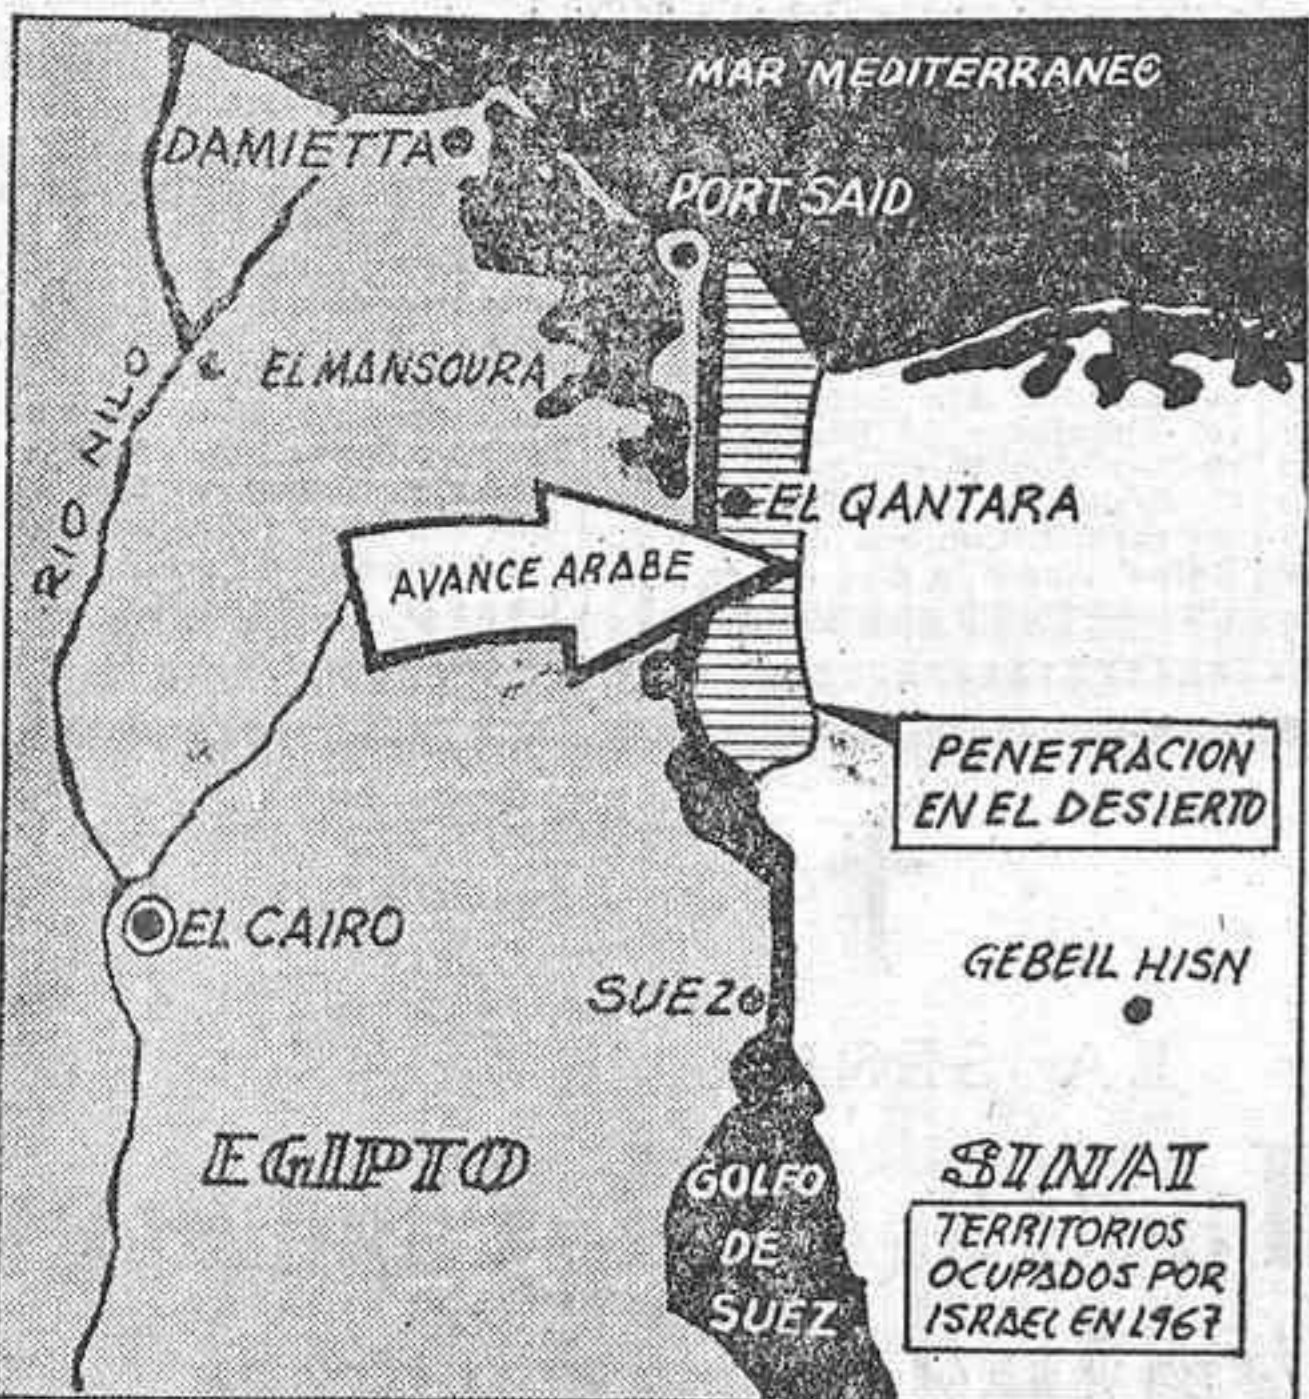 MAR MEDITERRANEO
DAMIETTA
PORT SAID
EL MANSOURA
RIO NILO
EL QANTARA
AVANCE ARABE
PENETRACION
EN EL DESIERTO
EL CAIRO
GEBEIL HISN
SUEZ
EGIPTO
SINAI
GOLFO
DE
SUEZ
TERRITORIOS
OCUPADOS POR
ISRAEL EN 1967